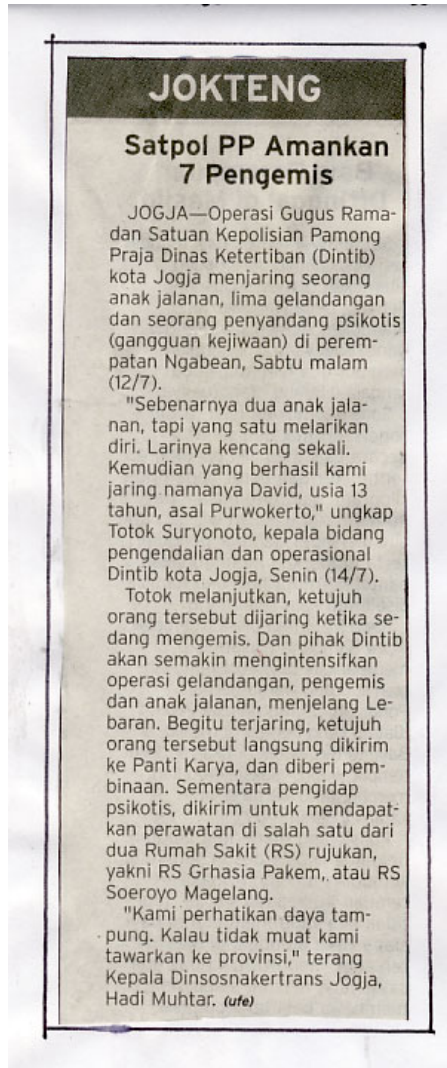 JOKTENG
Satpol PP Amankan
7 Pengemis
JOGJA—Operasi Gugus Rama-
dan Satuan Kepolisian Pamong
Praja Dinas Ketertiban (Dintib)
kota Jogja menjaring seorang
anak jalanan, lima gelandangan
dan seorang penyandang psikotis
(gangguan kejiwaan) di perem-
patan Ngabean, Sabtu malam
(12/7).
"Sebenarnya dua anak jala-
nan, tapi yang satu melarikan
diri. Larinya kencang sekali.
Kemudian yang berhasil kami
jaring namanya David, usia 13
tahun, asal Purwokerto," ungkap
Totok Suryonoto, kepala bidang
pengendalian dan operasional
Dintib kota Jogja, Senin (14/7).
Totok melanjutkan, ketujuh
orang tersebut dijaring ketika se-
dang mengemis. Dan pihak Dintib
akan semakin mengintensifkan
operasi gelandangan, pengemis
dan anak jalanan, menjelang Le-
baran. Begitu terjaring, ketujuh
orang tersebut langsung dikirim
ke Panti Karya, dan diberi pem-
binaan. Sementara pengidap
psikotis, dikirim untuk mendapat-
kan perawatan di salah satu dari
dua Rumah Sakit (RS) rujukan,
yakni RS Grhasia Pakem, atau RS
Soeroyo Magelang.
"Kami perhatikan daya tam-
pung. Kalau tidak muat kami
tawarkan ke provinsi," terang
Kepala Dinsosnakertrans Jogja,
Hadi Muhtar. (ufe)